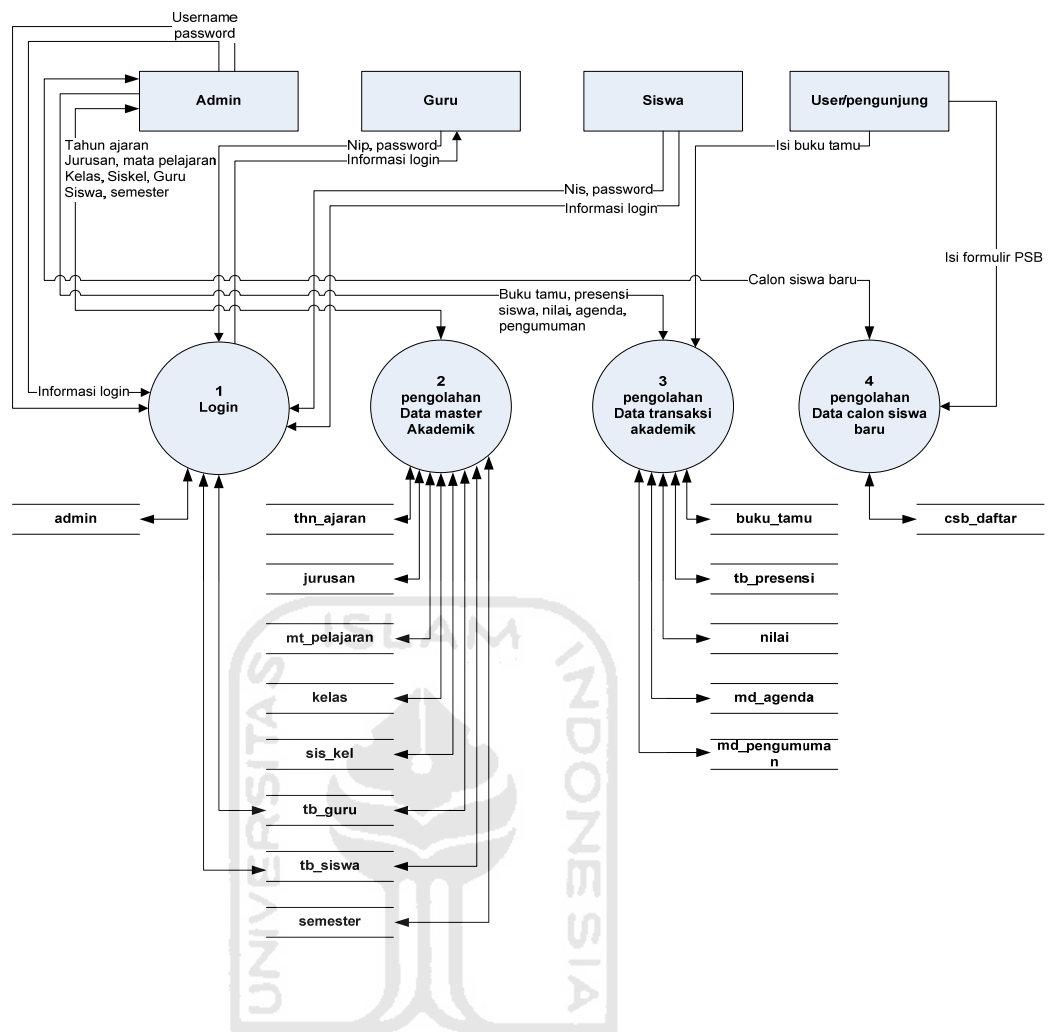 Username
password
Admin
Guru
Siswa
User/pengunjung
Tahun ajaran
Jurusan, mata pelajaran
Kelas, Siskel, Guru
Siswa, semester
Nip, password
Informasi login
Isi buku tamu
Nis, password
Informasi login
Isi formulir PSB
Calon siswa baru
Buku tamu, presensi
siswa, nilai, agenda,
pengumuman
Informasi login
1
Login
2
pengolahan
Data master
Akademik
3
pengolahan
Data transaksi
akademik
4
pengolahan
Data calon siswa
baru
admin
thn_ajaran
buku_tamu
csb_daftar
jurusan
tb_presensi
mt_pelajaran
nilai
kelas
md_agenda
sis_kel
md_pengumuma
n
tb_guru
tb_siswa
semester
UNIVERSITAS
ISLAM
INDONESIA